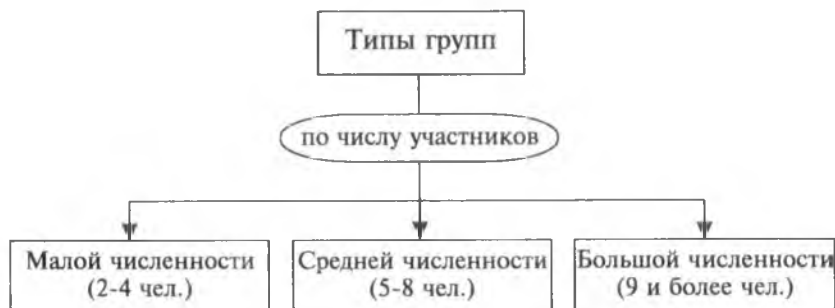 Типы групп
по числу участников
Малой численности
(2-4 чел.)
Средней численности
(5-8 чел.)
Большой численности
(9 и более чел.)